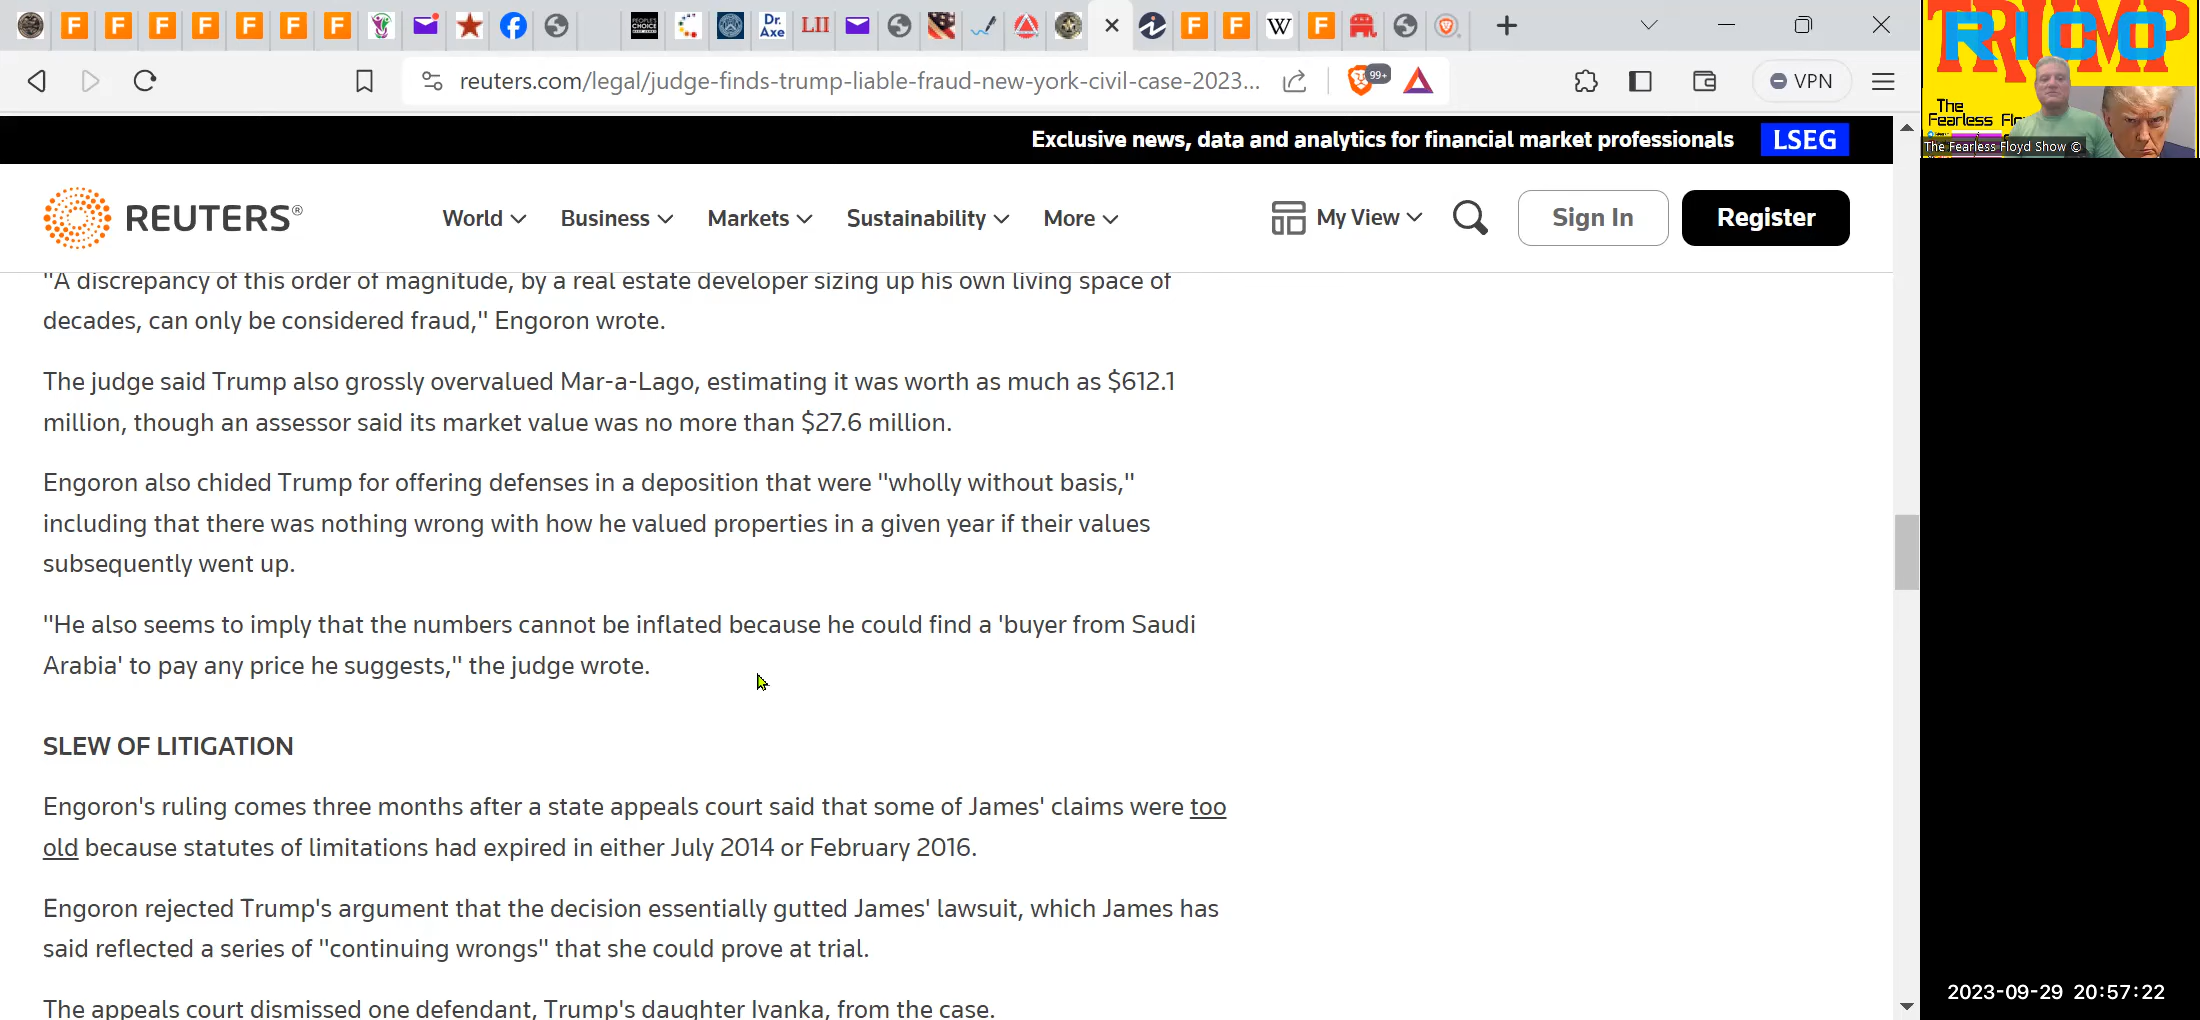 F F F F F F F
PEOPLE'S CHOICE
Dr. Axe
LII
F F W F
reuters.com/legal/judge-finds-trump-liable-fraud-new-york-civil-case-2023...
99+
VPN
Exclusive news, data and analytics for financial market professionals LSEG
REUTERS®
World Business Markets Sustainability More
My View
Sign In
Register
"A discrepancy of this order of magnitude, by a real estate developer sizing up his own living space of
decades, can only be considered fraud," Engoron wrote.
The judge said Trump also grossly overvalued Mar-a-Lago, estimating it was worth as much as $612.1
million, though an assessor said its market value was no more than $27.6 million.
Engoron also chided Trump for offering defenses in a deposition that were "wholly without basis,"
including that there was nothing wrong with how he valued properties in a given year if their values
subsequently went up.
"He also seems to imply that the numbers cannot be inflated because he could find a 'buyer from Saudi
Arabia' to pay any price he suggests," the judge wrote.
SLEW OF LITIGATION
Engoron's ruling comes three months after a state appeals court said that some of James' claims were too
old because statutes of limitations had expired in either July 2014 or February 2016.
Engoron rejected Trump's argument that the decision essentially gutted James' lawsuit, which James has
said reflected a series of "continuing wrongs" that she could prove at trial.
The appeals court dismissed one defendant, Trump's daughter Ivanka, from the case.
TRUMP
RICO
The
Fearless Flo
The Fearless Floyd Show ©
2023-09-29 20:57:22